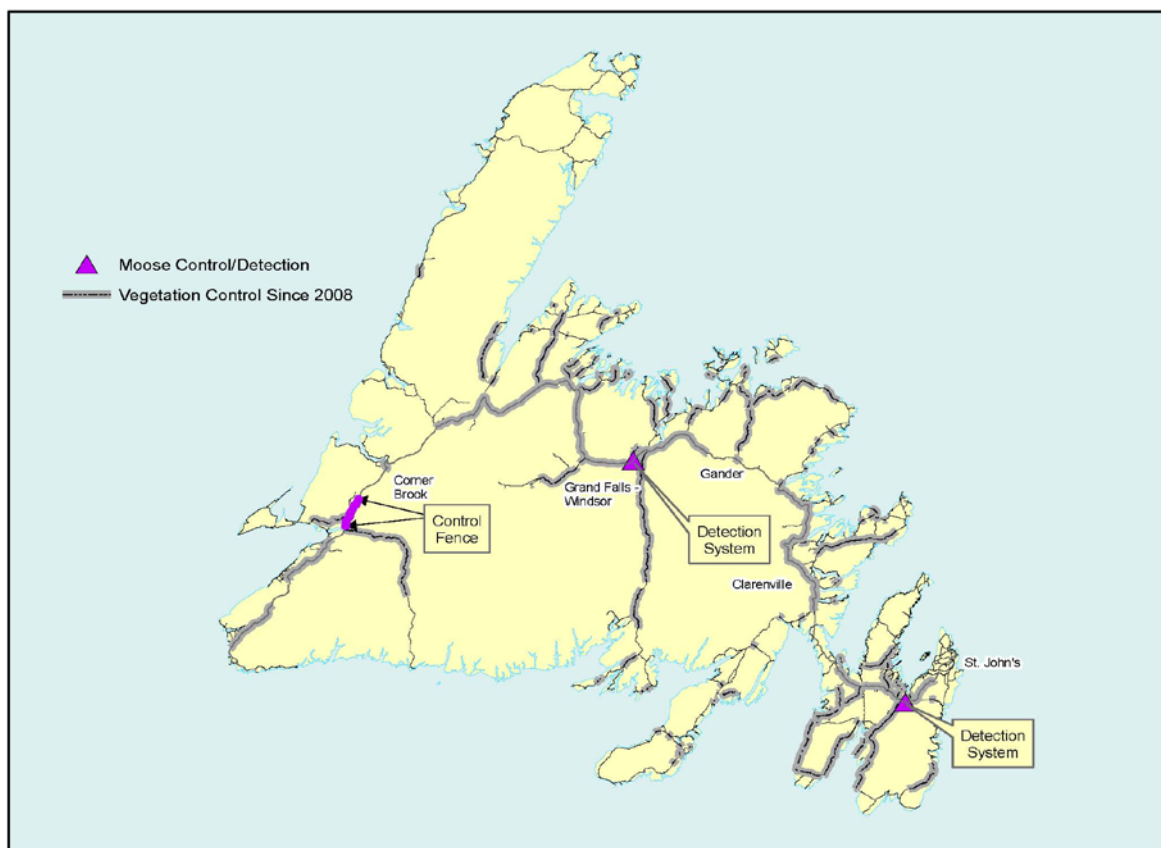 Moose Control/Detection
Vegetation Control Since 2008
Corner
Brook
Control
Fence
Grand Falls -
Windsor
Gander
Detection
System
Clarenville
St. John's
Detection
System